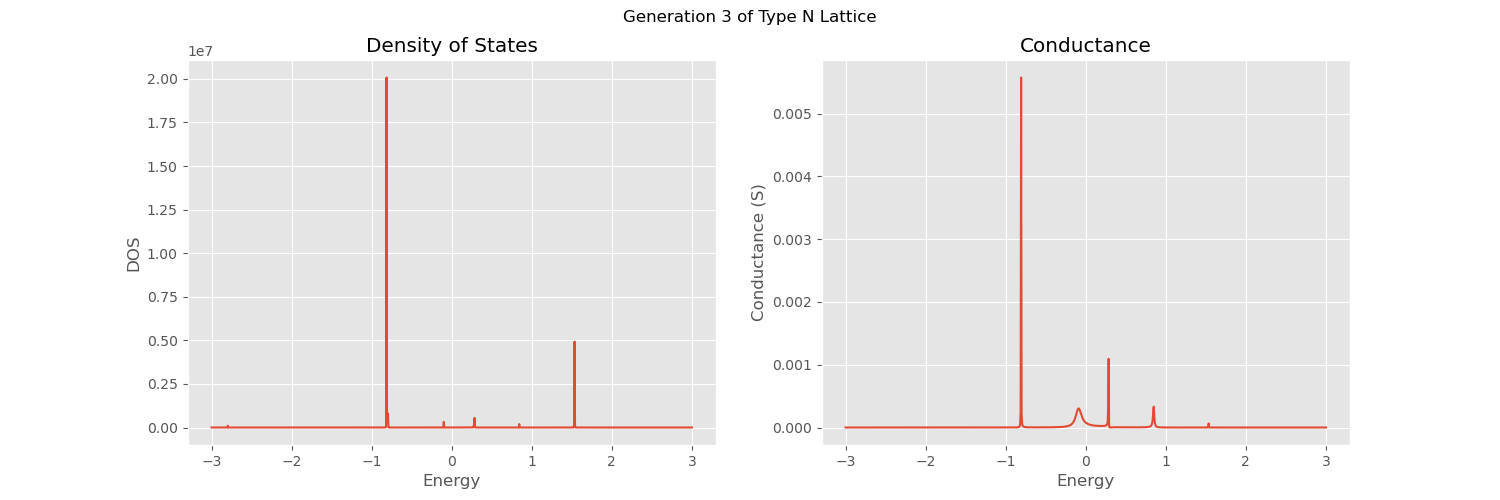 Generation 3 of Type N Lattice
Density of States
1e7
2.00
1.75
1.50
1.25
1.00
0.75
0.50
0.25
0.00
DOS
−3 −2 −1 0 1 2 3
Energy
Conductance
0.005
0.004
0.003
0.002
0.001
0.000
Conductance (S)
−3 −2 −1 0 1 2 3
Energy